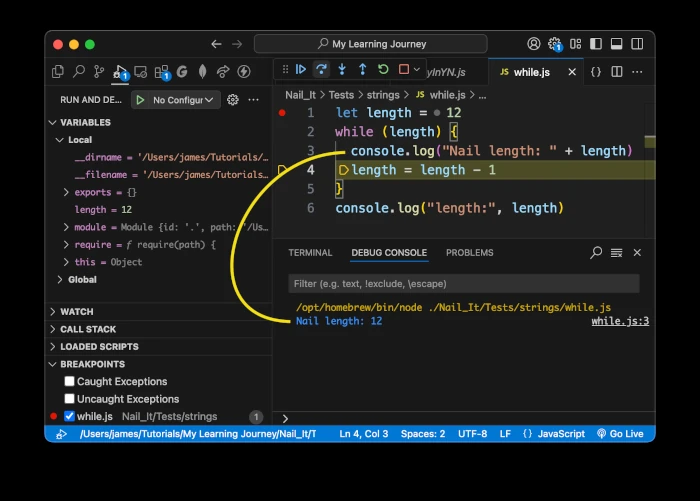 My Learning Journey
1
1
RUN AND DE...
No Configur
yInYN.js
JS while.js
Nail_It > Tests > strings > JS while.js > ...
VARIABLES
Local
__dirname = '/Users/james/Tutorials/...
__filename = '/Users/james/Tutorials...
exports = {}
length = 12
module = Module {id: '.', path: '/Us...
require = ƒ require(path) {
this = Object
Global
WATCH
CALL STACK
LOADED SCRIPTS
BREAKPOINTS
Caught Exceptions
Uncaught Exceptions
while.js Nail_It/Tests/strings 1
1 let length = 12
2 while (length) {
3 console.log("Nail length: " + length)
4 length = length - 1
5 }
6 console.log("length:", length)
TERMINAL DEBUG CONSOLE PROBLEMS
Filter (e.g. text, !exclude, \escape)
/opt/homebrew/bin/node ./Nail_It/Tests/strings/while.js
Nail length: 12 while.js:3
/Users/james/Tutorials/My Learning Journey/Nail_It/T Ln 4, Col 3 Spaces: 2 UTF-8 LF {} JavaScript Go Live